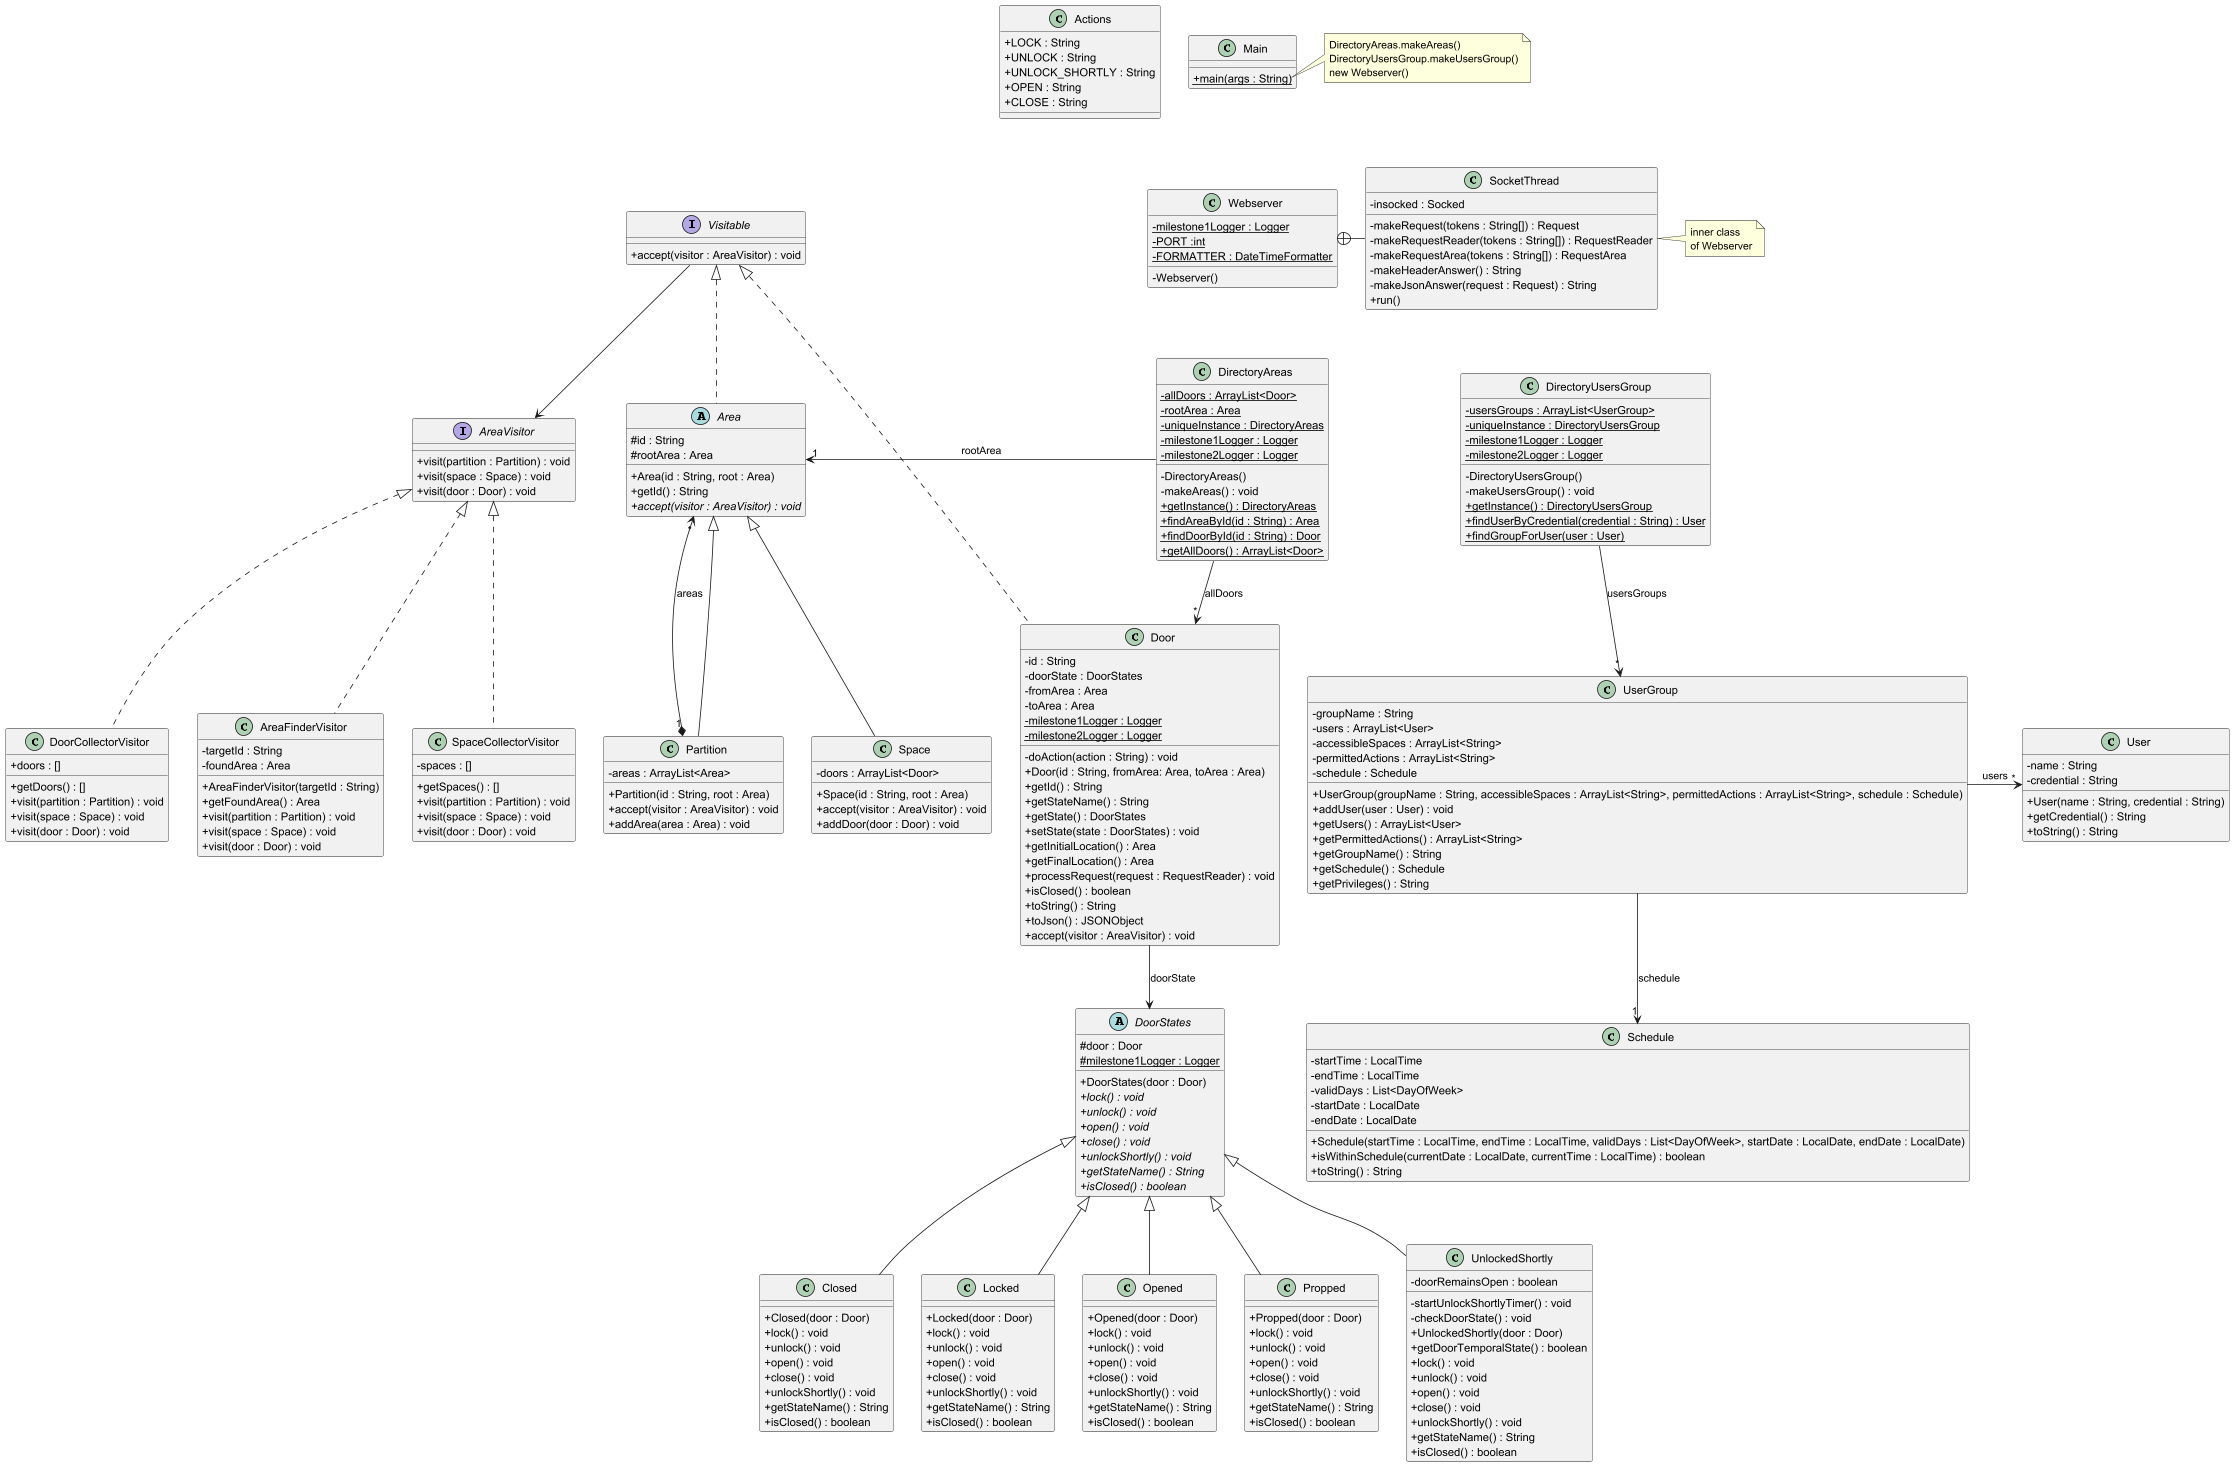 Actions
+LOCK : String
+UNLOCK : String
+UNLOCK_SHORTLY : String
+OPEN : String
+CLOSE : String
Main
+main(args : String)
DirectoryAreas.makeAreas()
DirectoryUsersGroup.makeUsersGroup()
new Webserver()
Visitable
+accept(visitor : AreaVisitor) : void
Webserver
-milestone1Logger : Logger
-PORT :int
-FORMATTER : DateTimeFormatter
-Webserver()
SocketThread
-insocked : Socked
-makeRequest(tokens : String[]) : Request
-makeRequestReader(tokens : String[]) : RequestReader
-makeRequestArea(tokens : String[]) : RequestArea
-makeHeaderAnswer() : String
-makeJsonAnswer(request : Request) : String
+run()
inner class
of Webserver
AreaVisitor
+visit(partition : Partition) : void
+visit(space : Space) : void
+visit(door : Door) : void
Area
#id : String
#rootArea : Area
+Area(id : String, root : Area)
+getId() : String
+accept(visitor : AreaVisitor) : void
1
rootArea
DirectoryAreas
-allDoors : ArrayList<Door>
-rootArea : Area
-uniqueInstance : DirectoryAreas
-milestone1Logger : Logger
-milestone2Logger : Logger
-DirectoryAreas()
-makeAreas() : void
+getInstance() : DirectoryAreas
+findAreaById(id : String) : Area
+findDoorById(id : String) : Door
+getAllDoors() : ArrayList<Door>
DirectoryUsersGroup
-usersGroups : ArrayList<UserGroup>
-uniqueInstance : DirectoryUsersGroup
-milestone1Logger : Logger
-milestone2Logger : Logger
-DirectoryUsersGroup()
-makeUsersGroup() : void
+getInstance() : DirectoryUsersGroup
+findUserByCredential(credential : String) : User
+findGroupForUser(user : User)
*
areas
1
allDoors
*
usersGroups
*
DoorCollectorVisitor
+doors : []
+getDoors() : []
+visit(partition : Partition) : void
+visit(space : Space) : void
+visit(door : Door) : void
AreaFinderVisitor
-targetId : String
-foundArea : Area
+AreaFinderVisitor(targetId : String)
+getFoundArea() : Area
+visit(partition : Partition) : void
+visit(space : Space) : void
+visit(door : Door) : void
SpaceCollectorVisitor
-spaces : []
+getSpaces() : []
+visit(partition : Partition) : void
+visit(space : Space) : void
+visit(door : Door) : void
Partition
-areas : ArrayList<Area>
+Partition(id : String, root : Area)
+accept(visitor : AreaVisitor) : void
+addArea(area : Area) : void
Space
-doors : ArrayList<Door>
+Space(id : String, root : Area)
+accept(visitor : AreaVisitor) : void
+addDoor(door : Door) : void
Door
-id : String
-doorState : DoorStates
-fromArea : Area
-toArea : Area
-milestone1Logger : Logger
-milestone2Logger : Logger
-doAction(action : String) : void
+Door(id : String, fromArea: Area, toArea : Area)
+getId() : String
+getStateName() : String
+getState() : DoorStates
+setState(state : DoorStates) : void
+getInitialLocation() : Area
+getFinalLocation() : Area
+processRequest(request : RequestReader) : void
+isClosed() : boolean
+toString() : String
+toJson() : JSONObject
+accept(visitor : AreaVisitor) : void
UserGroup
-groupName : String
-users : ArrayList<User>
-accessibleSpaces : ArrayList<String>
-permittedActions : ArrayList<String>
-schedule : Schedule
+UserGroup(groupName : String, accessibleSpaces : ArrayList<String>, permittedActions : ArrayList<String>, schedule : Schedule)
+addUser(user : User) : void
+getUsers() : ArrayList<User>
+getPermittedActions() : ArrayList<String>
+getGroupName() : String
+getSchedule() : Schedule
+getPrivileges() : String
users
*
User
-name : String
-credential : String
+User(name : String, credential : String)
+getCredential() : String
+toString() : String
doorState
schedule
1
DoorStates
#door : Door
#milestone1Logger : Logger
+DoorStates(door : Door)
+lock() : void
+unlock() : void
+open() : void
+close() : void
+unlockShortly() : void
+getStateName() : String
+isClosed() : boolean
Schedule
-startTime : LocalTime
-endTime : LocalTime
-validDays : List<DayOfWeek>
-startDate : LocalDate
-endDate : LocalDate
+Schedule(startTime : LocalTime, endTime : LocalTime, validDays : List<DayOfWeek>, startDate : LocalDate, endDate : LocalDate)
+isWithinSchedule(currentDate : LocalDate, currentTime : LocalTime) : boolean
+toString() : String
Closed
+Closed(door : Door)
+lock() : void
+unlock() : void
+open() : void
+close() : void
+unlockShortly() : void
+getStateName() : String
+isClosed() : boolean
Locked
+Locked(door : Door)
+lock() : void
+unlock() : void
+open() : void
+close() : void
+unlockShortly() : void
+getStateName() : String
+isClosed() : boolean
Opened
+Opened(door : Door)
+lock() : void
+unlock() : void
+open() : void
+close() : void
+unlockShortly() : void
+getStateName() : String
+isClosed() : boolean
Propped
+Propped(door : Door)
+lock() : void
+unlock() : void
+open() : void
+close() : void
+unlockShortly() : void
+getStateName() : String
+isClosed() : boolean
UnlockedShortly
-doorRemainsOpen : boolean
-startUnlockShortlyTimer() : void
-checkDoorState() : void
+UnlockedShortly(door : Door)
+getDoorTemporalState() : boolean
+lock() : void
+unlock() : void
+open() : void
+close() : void
+unlockShortly() : void
+getStateName() : String
+isClosed() : boolean